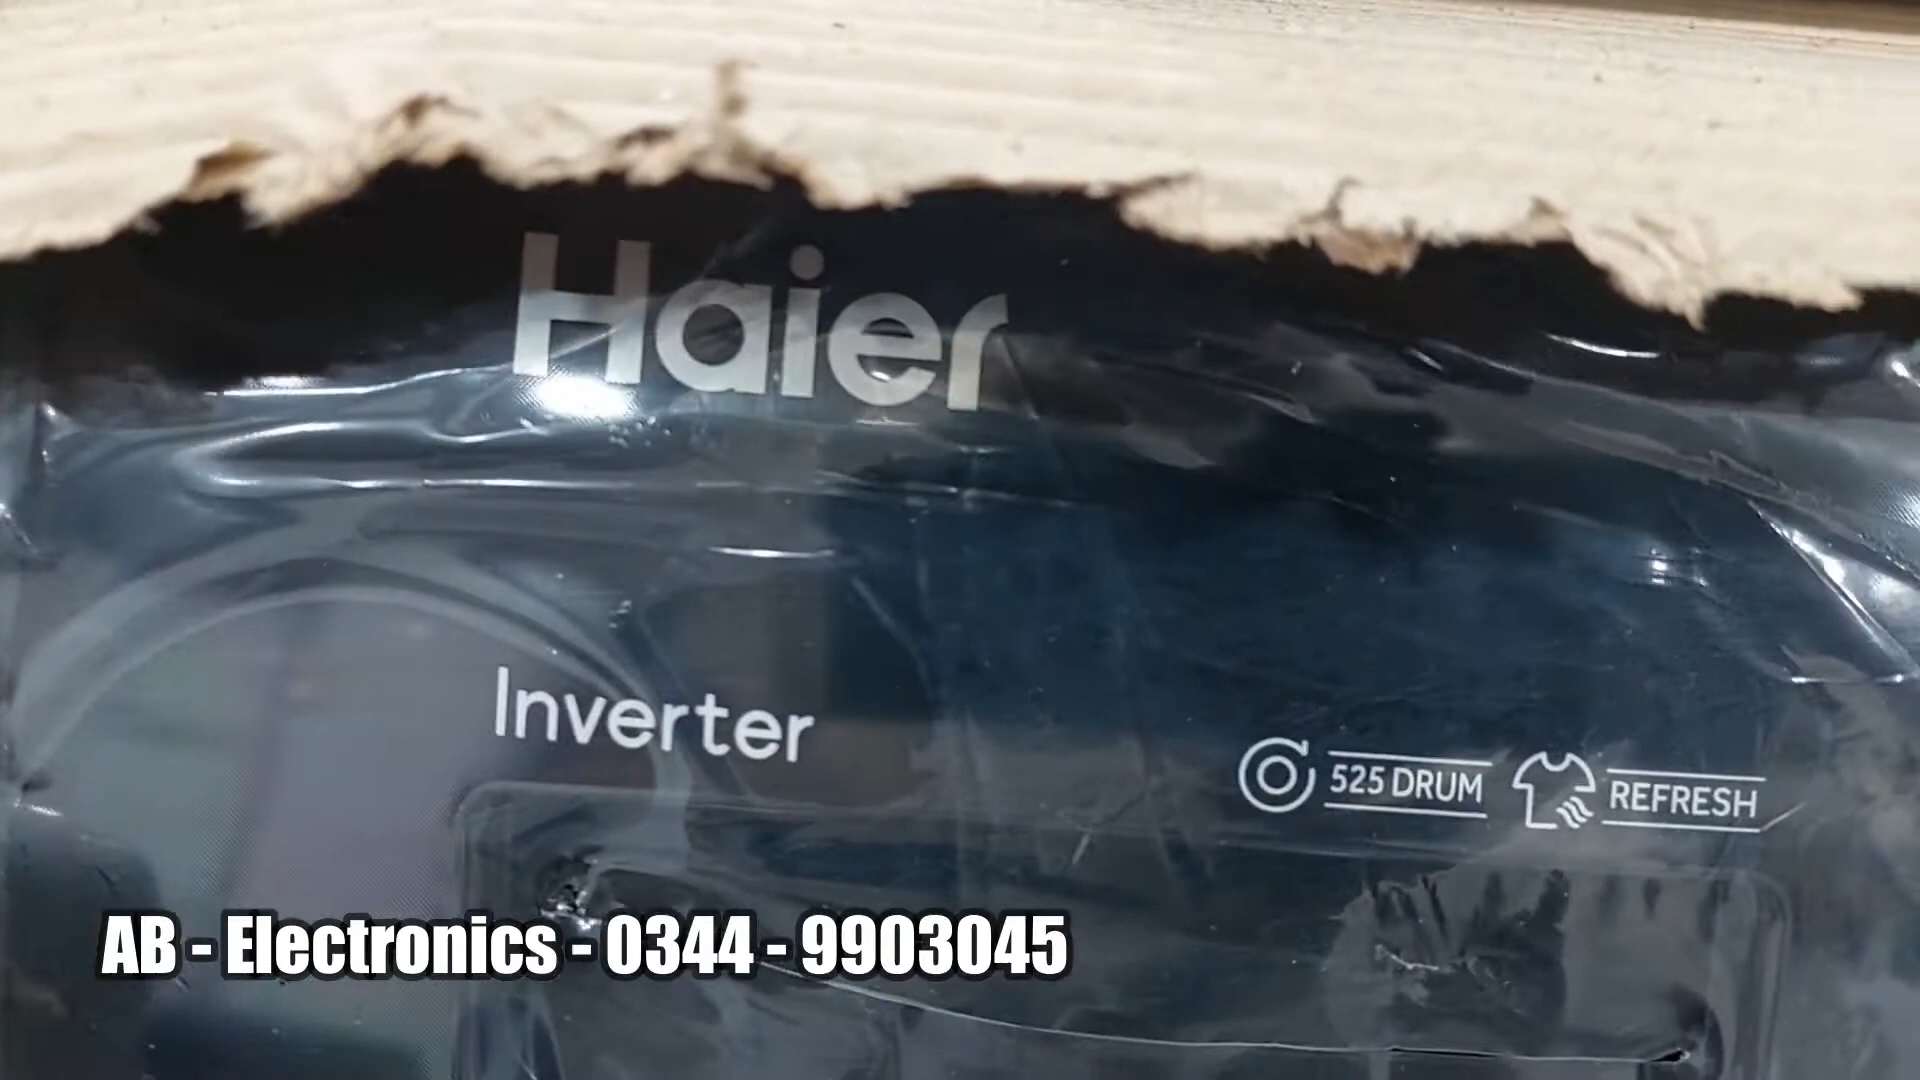 Haier
Inverter
525 DRUM REFRESH
AB - Electronics - 0344 - 9903045